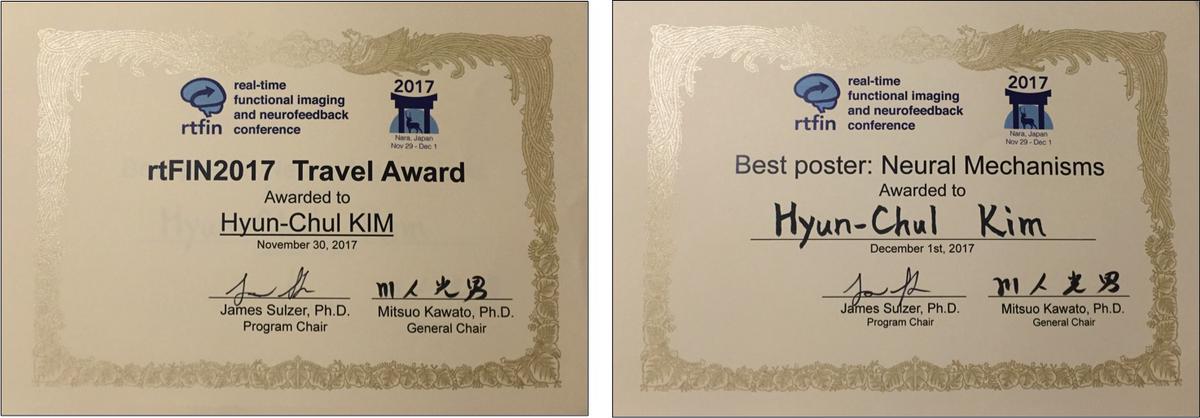 real-time
functional imaging
and neurofeedback
conference
rtfin
2017
Nara, Japan
Nov 29 - Dec 1
rtFIN2017 Travel Award
Awarded to
Hyun-Chul KIM
November 30, 2017
川人光男
James Sulzer, Ph.D.
Program Chair
Mitsuo Kawato, Ph.D.
General Chair
real-time
functional imaging
and neurofeedback
conference
rtfin
2017
Nara, Japan
Nov 29 - Dec 1
Best poster: Neural Mechanisms
Awarded to
Hyun-Chul Kim
December 1st, 2017
川人光男
James Sulzer, Ph.D.
Program Chair
Mitsuo Kawato, Ph.D.
General Chair